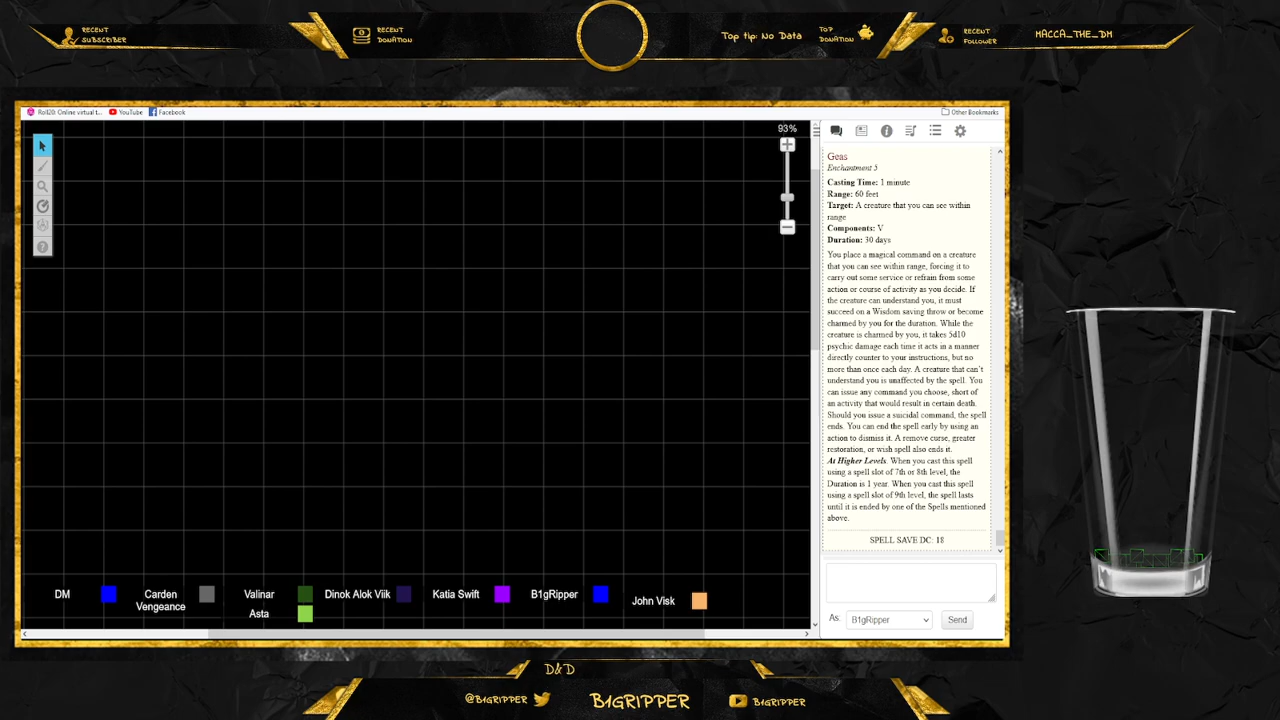 RECENT
SUBSCRIBER
RECENT
DONATION
Top tip: No Data
TOP
DONATION
RECENT
FOLLOWER
MACCA_THE_DM
Roll20: Online virtual t...
YouTube
Facebook
Other Bookmarks
93%
Geas
Enchantment 5
Casting Time: 1 minute
Range: 60 feet
Target: A creature that you can see within
range
Components: V
Duration: 30 days
You place a magical command on a creature
that you can see within range, forcing it to
carry out some service or refrain from some
action or course of activity as you decide. If
the creature can understand you, it must
succeed on a Wisdom saving throw or become
charmed by you for the duration. While the
creature is charmed by you, it takes 5d10
psychic damage each time it acts in a manner
directly counter to your instructions, but no
more than once each day. A creature that can't
understand you is unaffected by the spell. You
can issue any command you choose, short of
an activity that would result in certain death.
Should you issue a suicidal command, the spell
ends. You can end the spell early by using an
action to dismiss it. A remove curse, greater
restoration, or wish spell also ends it.
At Higher Levels. When you cast this spell
using a spell slot of 7th or 8th level, the
Duration is 1 year. When you cast this spell
using a spell slot of 9th level, the spell lasts
until it is ended by one of the Spells mentioned
above.
SPELL SAVE DC: 18
DM
Carden
Vengeance
Valinar
Asta
Dinok Alok Viik
Katia Swift
B1gRipper
John Visk
As:
B1gRipper
Send
D&D
@B1GRIPPER
B1GRIPPER
B1GRIPPER